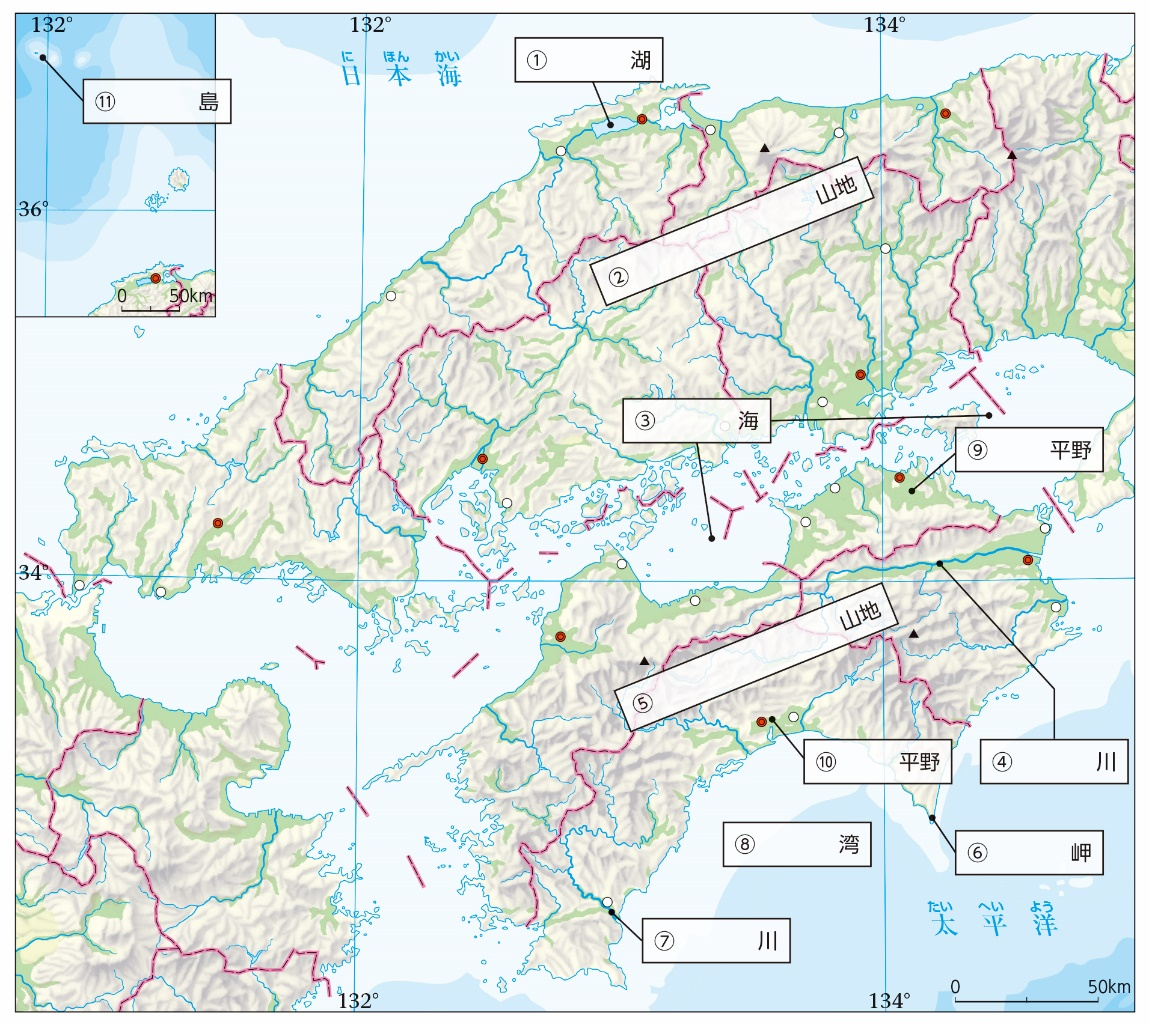 132°
132°
134°
に ほん かい
日 本 海
① 湖
⑪ 島
山地
②
36°
0 50km
③ 海
⑨ 平野
34°
山地
⑤
⑩ 平野
④ 川
⑧ 湾
⑥ 岬
たい へい よう
太 平 洋
⑦ 川
132°
134°
0 50km